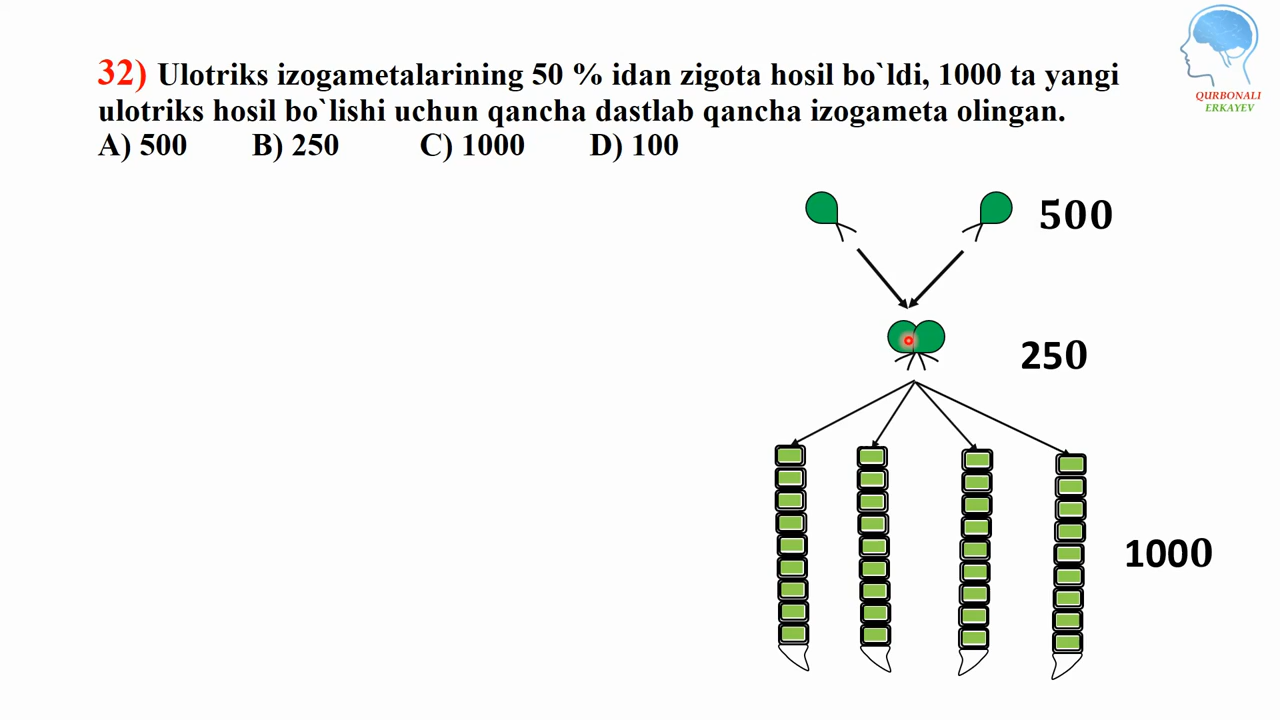 32) Ulotriks izogametalarining 50 % idan zigota hosil bo`ldi, 1000 ta yangi
ulotriks hosil bo`lishi uchun qancha dastlab qancha izogameta olingan.
A) 500 B) 250 C) 1000 D) 100
QURBONALI
ERKAYEV
500
250
1000